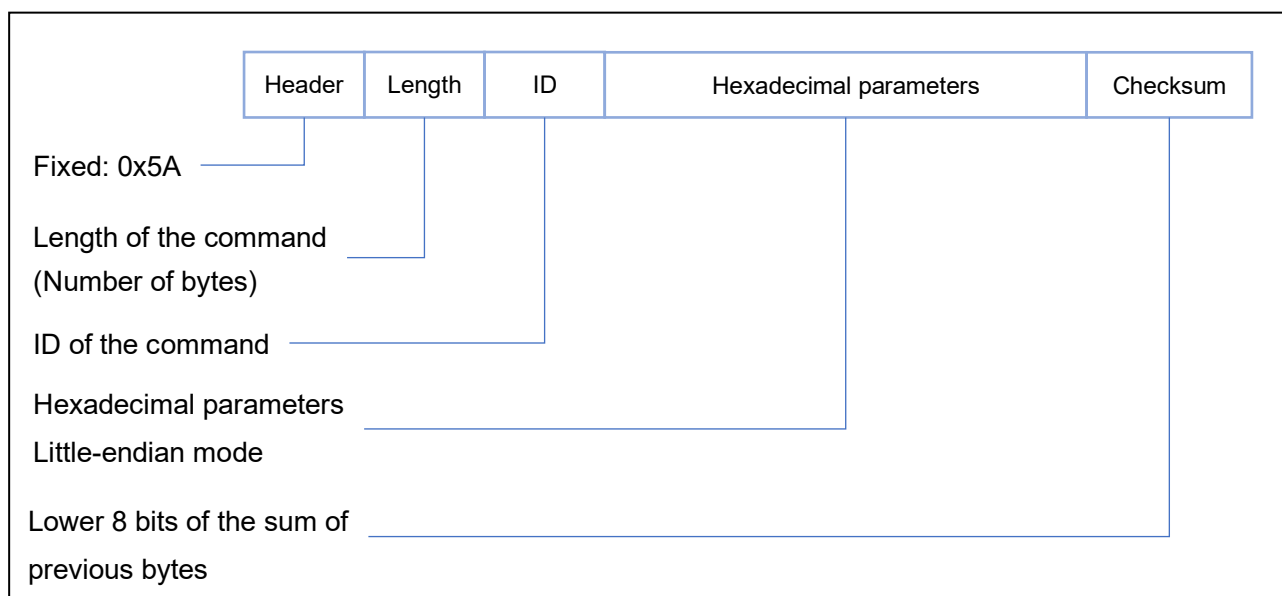 Header Length ID Hexadecimal parameters Checksum
Fixed: 0x5A
Length of the command
(Number of bytes)
ID of the command
Hexadecimal parameters
Little-endian mode
Lower 8 bits of the sum of
previous bytes